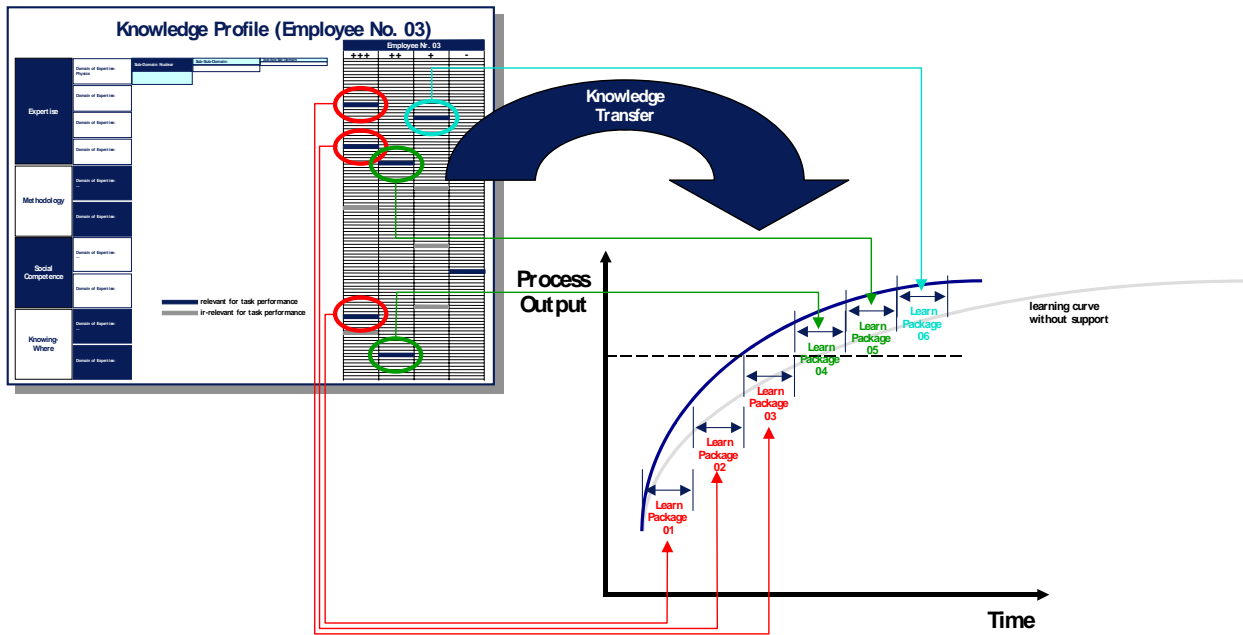 Knowledge Profile (Employee No. 03)
Employee Nr. 03
+++ ++ + -
Expertise
Domain of Expertise:
Physics
Sub-Domain: Nuclear
Sub-Sub-Domain:
Domain of Expertise:
Domain of Expertise:
Domain of Expertise:
Methodology
Domain of Expertise:
...
Domain of Expertise:
Social
Competence
Domain of Expertise:
...
Domain of Expertise:
Knowing-
Where
Domain of Expertise:
...
Domain of Expertise:
relevant for task performance
ir-relevant for task performance
Knowledge
Transfer
Process
Output
learning curve
without support
Learn
Package
06
Learn
Package
05
Learn
Package
04
Learn
Package
03
Learn
Package
02
Learn
Package
01
Time